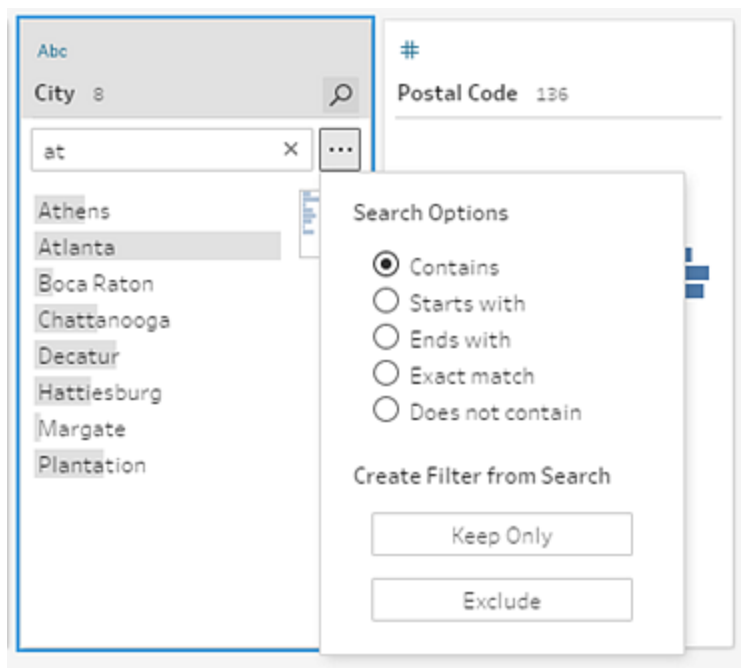 Abc
City 8
at
Athens
Atlanta
Boca Raton
Chattanooga
Decatur
Hattiesburg
Margate
Plantation
#
Postal Code 136
Search Options
Contains
Starts with
Ends with
Exact match
Does not contain
Create Filter from Search
Keep Only
Exclude